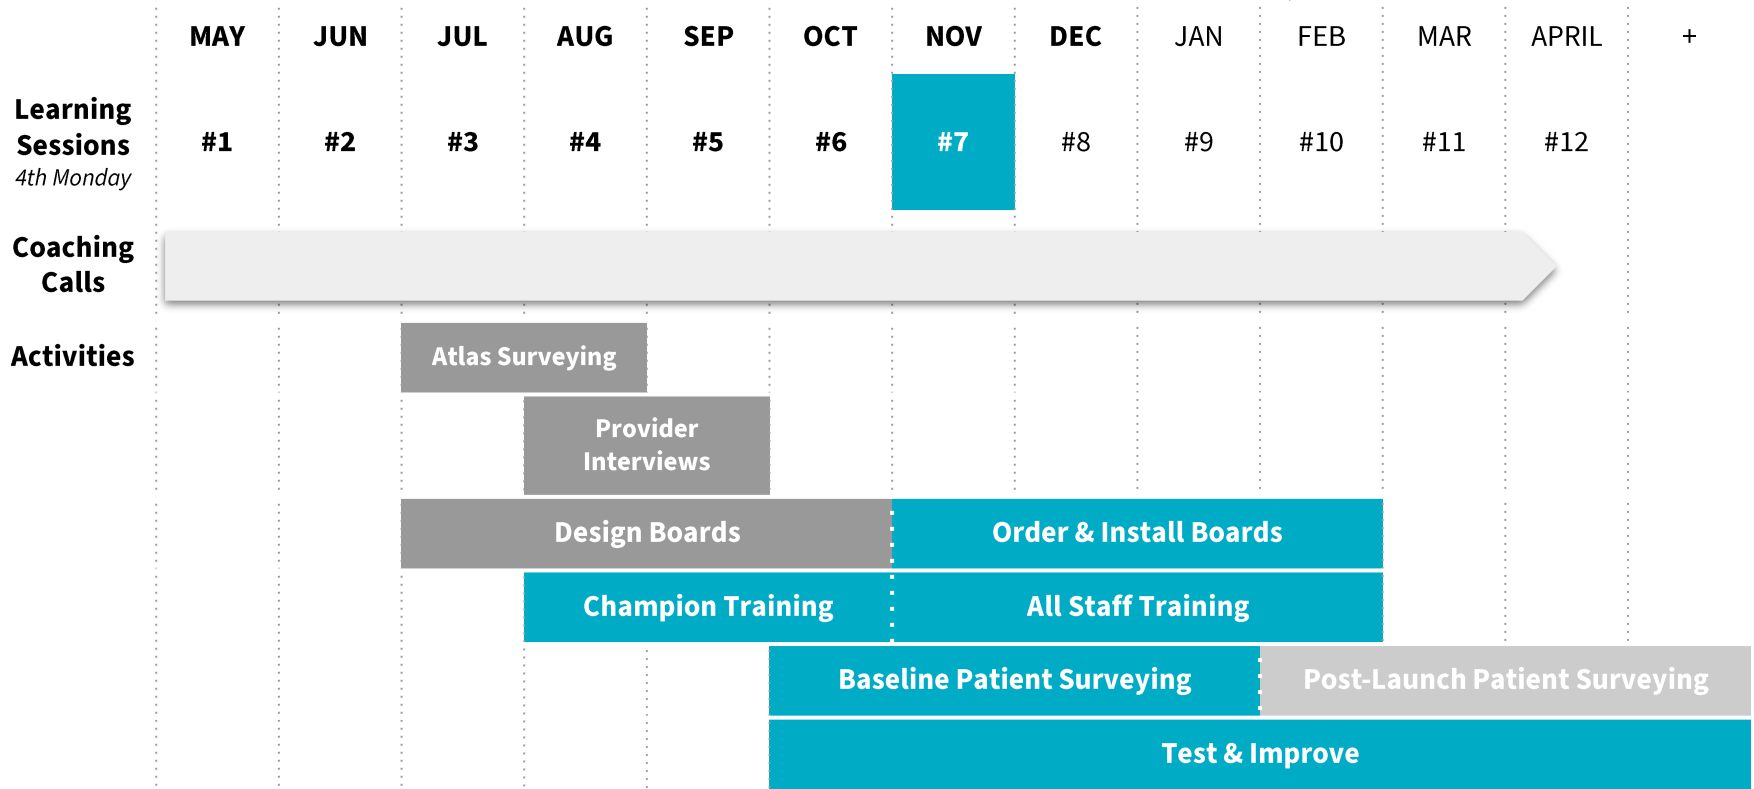 MAY JUN JUL AUG SEP OCT NOV DEC JAN FEB MAR APRIL +
Learning
Sessions
4th Monday
#1 #2 #3 #4 #5 #6 #7 #8 #9 #10 #11 #12
Coaching
Calls
Activities
Atlas Surveying
Provider
Interviews
Design Boards Order & Install Boards
Champion Training All Staff Training
Baseline Patient Surveying Post-Launch Patient Surveying
Test & Improve